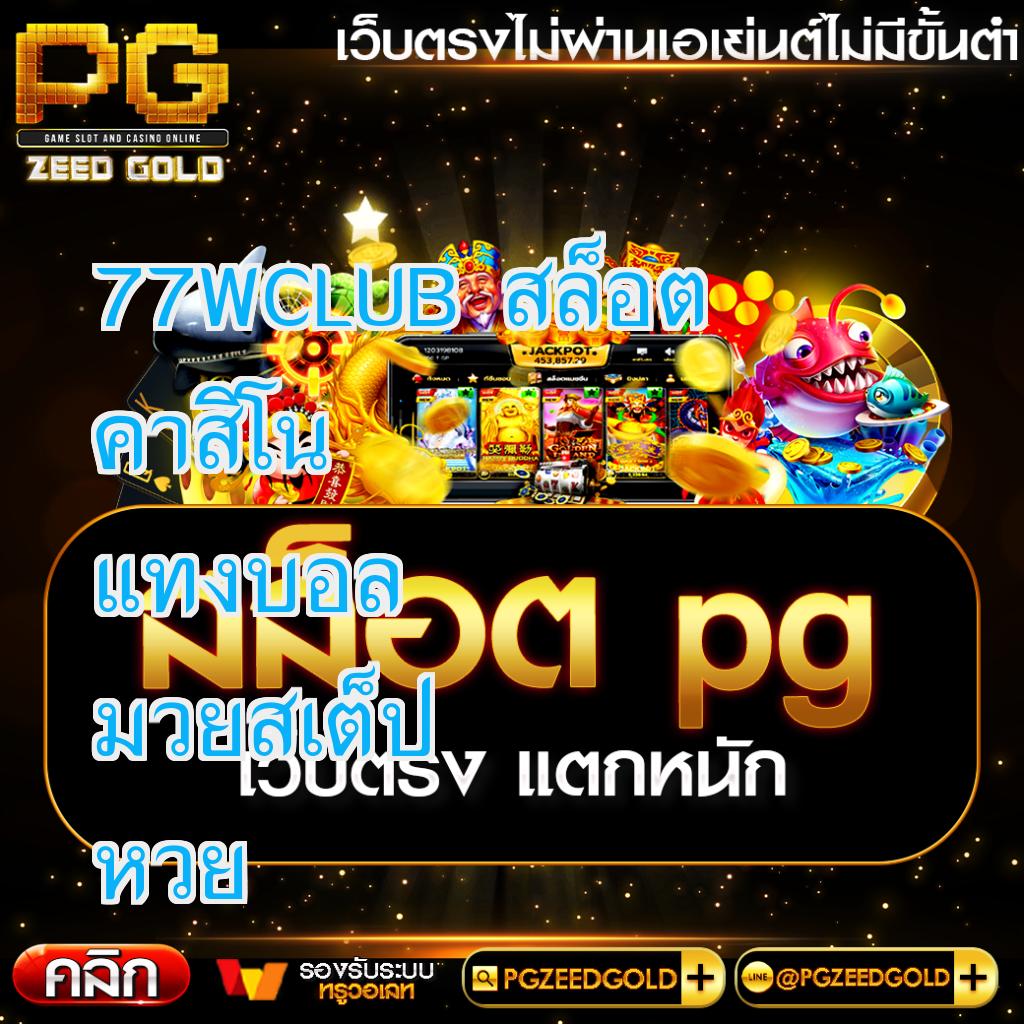 เว็บตรงไม่ผ่านเอเย่นต์ไม่มีขั้นต่ำ
PG
GAME SLOT AND CASINO ONLINE
ZEED GOLD
77WCLUB สล็อต
คาสิโน
1203198108
JACKPOT
453,857.29
แทงบอล
สล็อต pg
มวยสเต็ป
เว็บตรง แตกหนัก
หวย
คลิก
รองรับระบบ
ทรูวอเลท
PGZEEDGOLD
LINE @PGZEEDGOLD